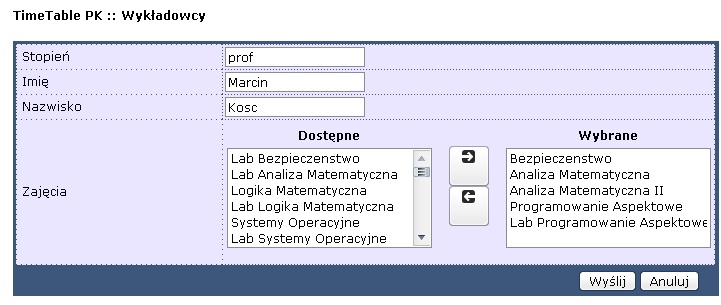 TimeTable PK :: Wykładowcy
Stopień prof
Imię Marcin
Nazwisko Kosc
Zajęcia
Dostępne
Lab Bezpieczenstwo
Lab Analiza Matematyczna
Logika Matematyczna
Lab Logika Matematyczna
Systemy Operacyjne
Lab Systemy Operacyjne
Wybrane
Bezpieczenstwo
Analiza Matematyczna
Analiza Matematyczna II
Programowanie Aspektowe
Lab Programowanie Aspektowe
Wyślij Anuluj